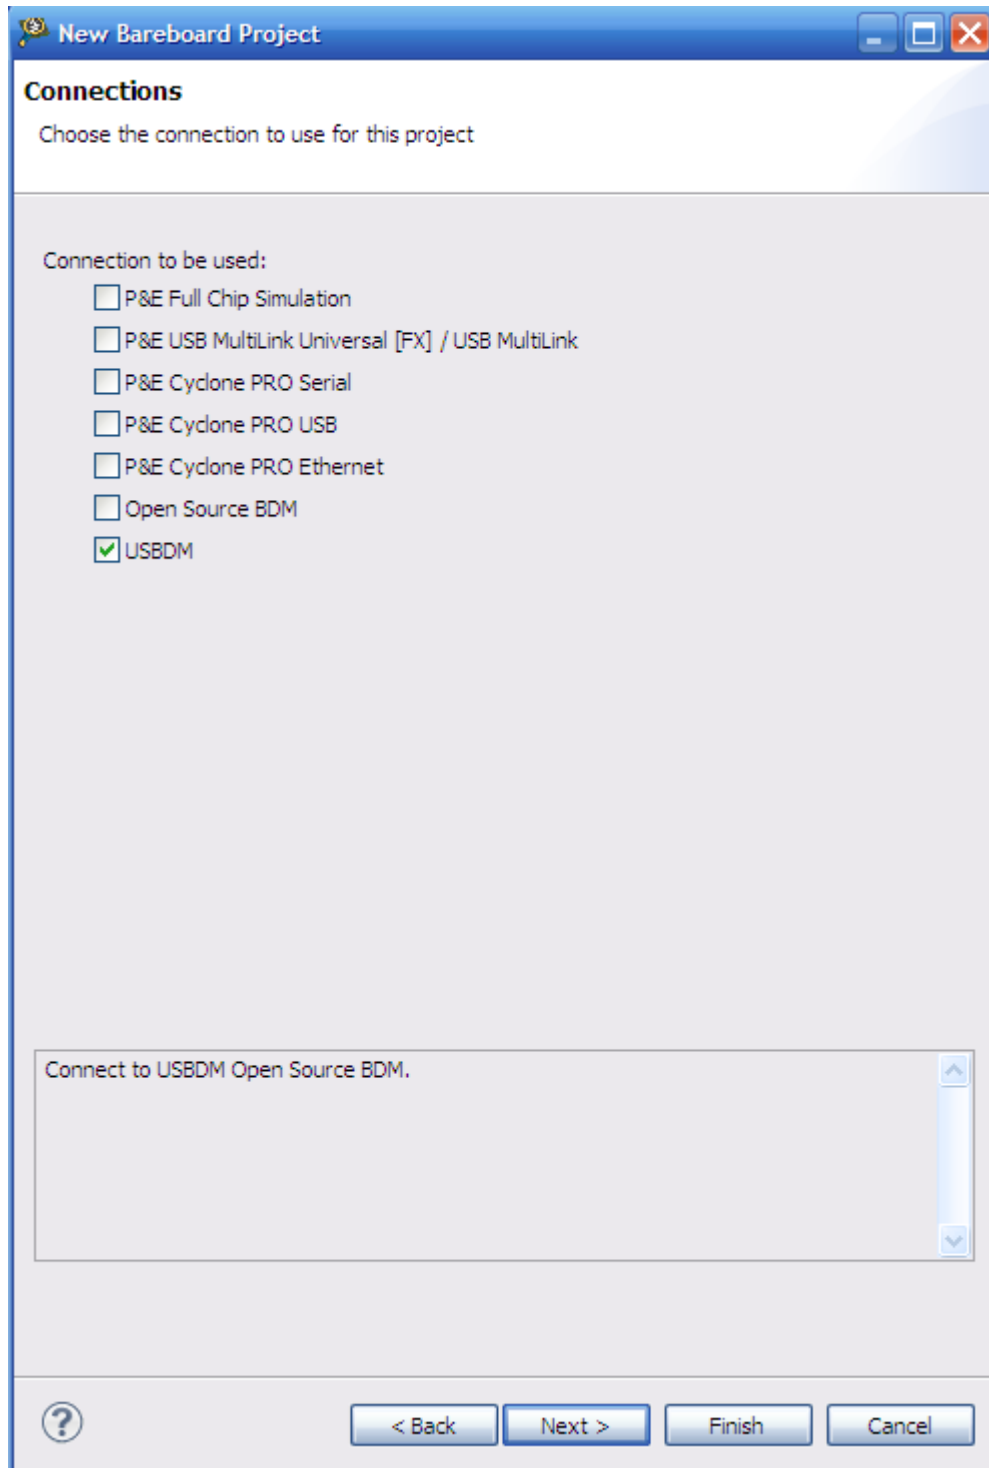 New Bareboard Project
Connections
Choose the connection to use for this project
Connection to be used:
P&E Full Chip Simulation
P&E USB MultiLink Universal [FX] / USB MultiLink
P&E Cyclone PRO Serial
P&E Cyclone PRO USB
P&E Cyclone PRO Ethernet
Open Source BDM
USBDM
Connect to USBDM Open Source BDM.
?
< Back Next > Finish Cancel